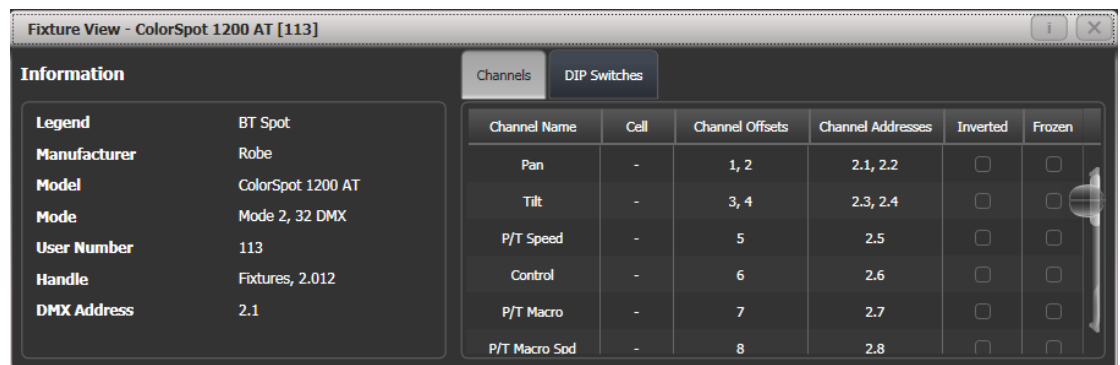 Fixture View - ColorSpot 1200 AT [113] i X
Information
Legend BT Spot
Manufacturer Robe
Model ColorSpot 1200 AT
Mode Mode 2, 32 DMX
User Number 113
Handle Fixtures, 2.012
DMX Address 2.1
Channels DIP Switches
Channel Name Cell Channel Offsets Channel Addresses Inverted Frozen
Pan - 1, 2 2.1, 2.2
Tilt - 3, 4 2.3, 2.4
P/T Speed - 5 2.5
Control - 6 2.6
P/T Macro - 7 2.7
P/T Macro Spd - 8 2.8